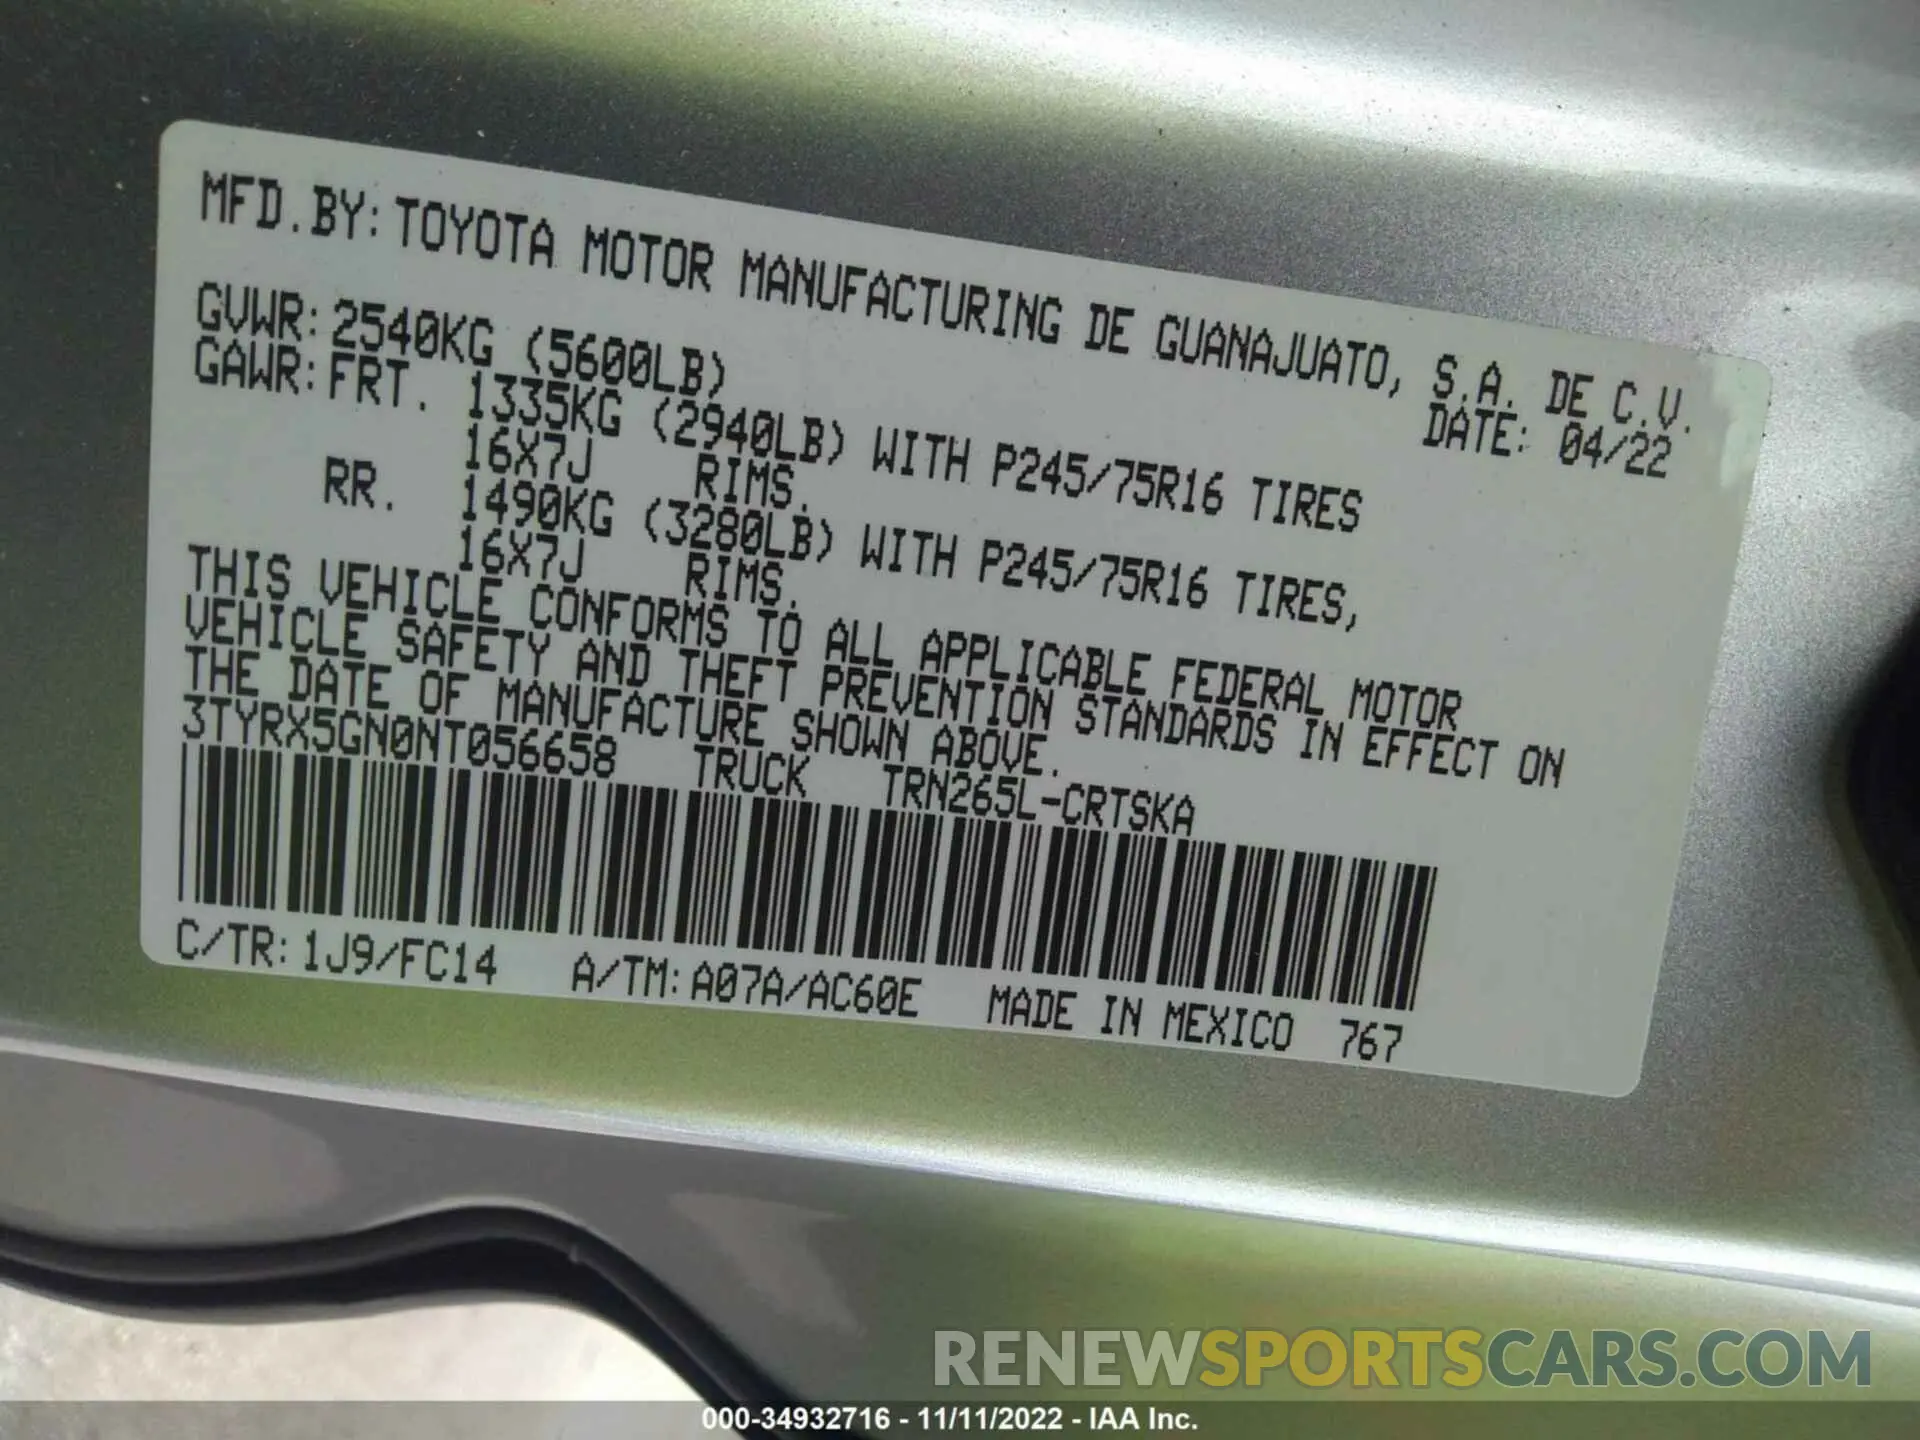 MFD.BY: TOYOTA MOTOR MANUFACTURING DE GUANAJUATO, S.A. DE C.V.
DATE: 04/22
GVWR: 2540KG (5600LB)
GAWR: FRT. 1335KG (2940LB) WITH P245/75R16 TIRES
16X7J RIMS.
RR. 1490KG (3280LB) WITH P245/75R16 TIRES,
16X7J RIMS.
THIS VEHICLE CONFORMS TO ALL APPLICABLE FEDERAL MOTOR
VEHICLE SAFETY AND THEFT PREVENTION STANDARDS IN EFFECT ON
THE DATE OF MANUFACTURE SHOWN ABOVE.
3TYRX5GN0NT056658 TRUCK TRN265L-CRTSKA
C/TR: 1J9/FC14 A/TM: A07A/AC60E MADE IN MEXICO 767
RENEWSPORTSCARS.COM
000-34932716 - 11/11/2022 - IAA Inc.